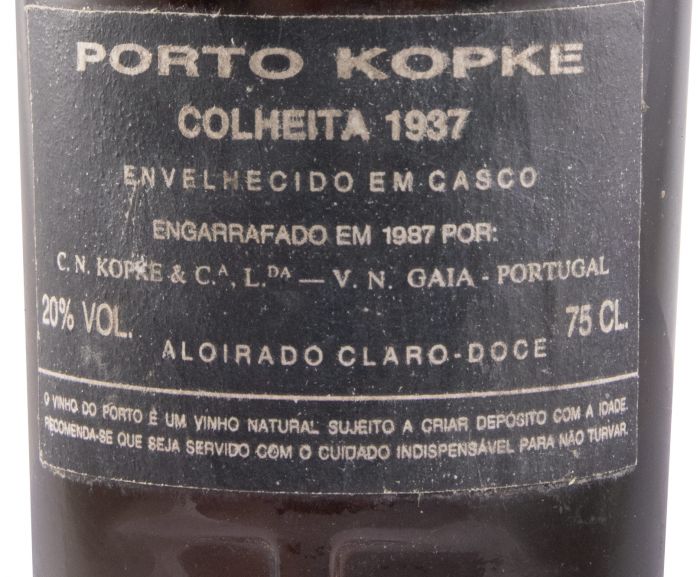 PORTO KOPKE
COLHEITA 1937
ENVELHECIDO EM CASCO
ENGARRAFADO EM 1987 POR:
C. N. KOPKE & C.ᴬ, L.ᴰᴬ — V. N. GAIA - PORTUGAL
20% VOL. 75 CL.
ALOIRADO CLARO-DOCE
O VINHO DO PORTO É UM VINHO NATURAL SUJEITO A CRIAR DEPÓSITO COM A IDADE.
RECOMENDA-SE QUE SEJA SERVIDO COM O CUIDADO INDISPENSÁVEL PARA NÃO TURVAR.